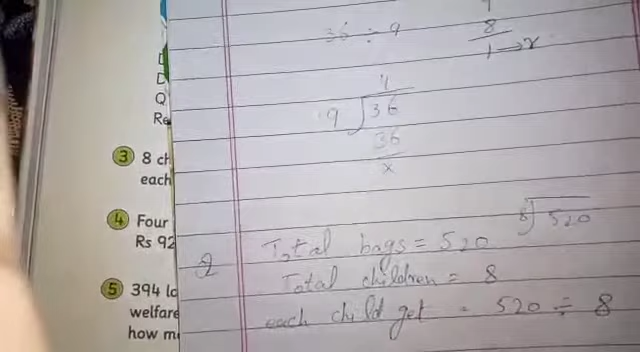 36 ÷ 9
8
1 → r
4
9 36
36
x
3 8 ch
each
4 Four
Rs 92
5 394 lo
welfare
how m
D
Q
Re
8 520
2 Total bags = 520
Total children = 8
each child get = 520 ÷ 8